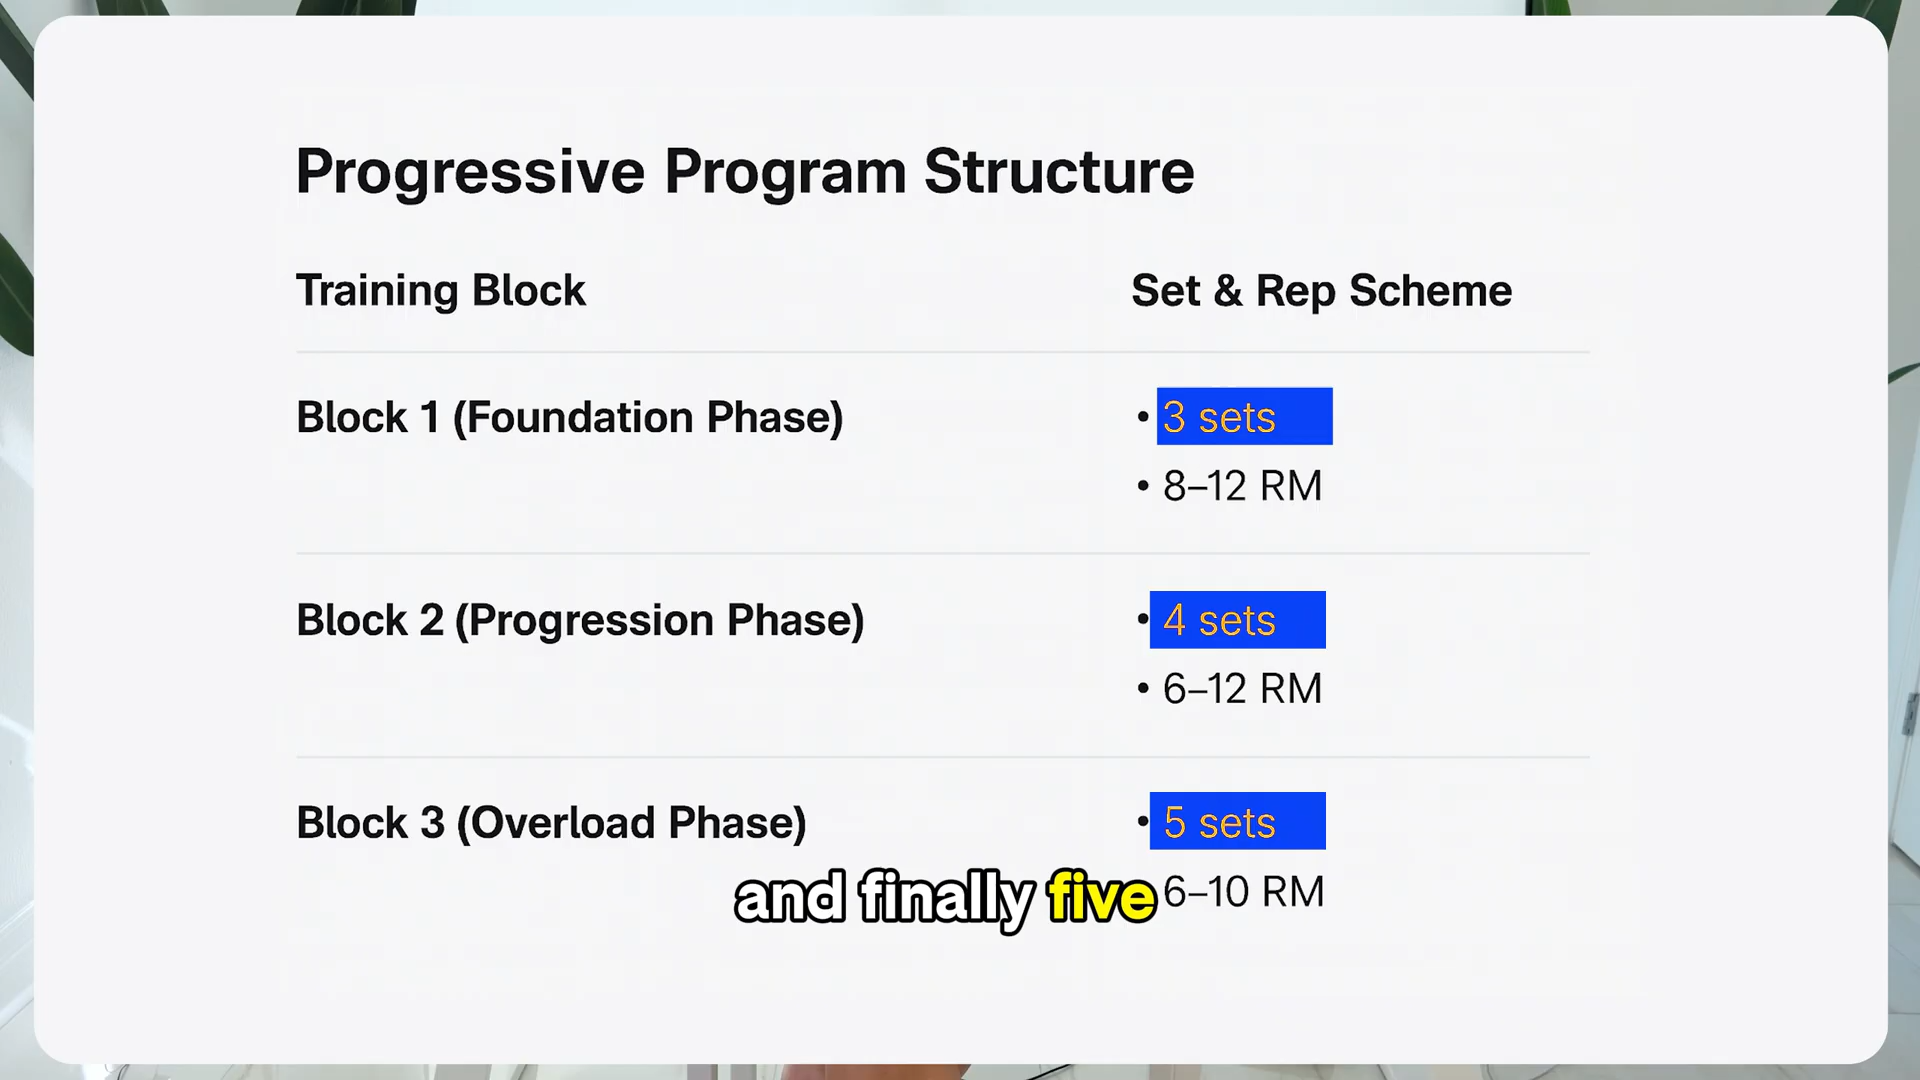 Progressive Program Structure
Training Block Set & Rep Scheme
Block 1 (Foundation Phase) • 3 sets
• 8–12 RM
Block 2 (Progression Phase) • 4 sets
• 6–12 RM
Block 3 (Overload Phase) • 5 sets
6–10 RM
and finally five